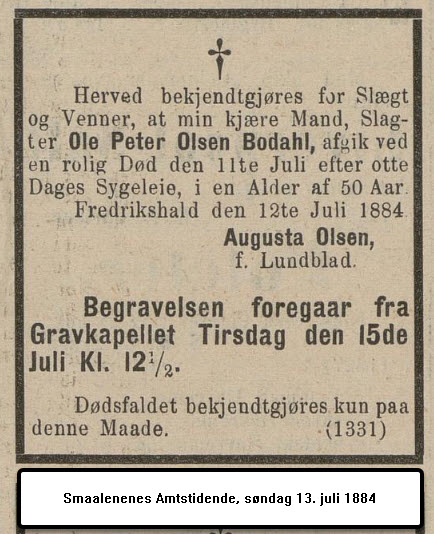 Herved bekjendtgjøres for Slægt
og Venner, at min kjære Mand, Slag-
ter Ole Peter Olsen Bodahl, afgik ved
en rolig Død den 11te Juli efter otte
Dages Sygeleie, i en Alder af 50 Aar.
Fredrikshald den 12te Juli 1884
Augusta Olsen,
f. Lundblad.
Begravelsen foregaar fra
Gravkapellet Tirsdag den 15de
Juli Kl. 12½.
Dødsfaldet bekjendtgjøres kun paa
denne Maade. (1331)
Smaalenenes Amtstidende, søndag 13. juli 1884